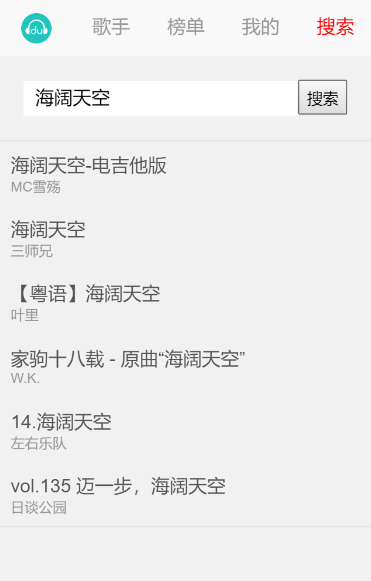 du
歌手 榜单 我的 搜索
海阔天空 搜索
海阔天空-电吉他版
MC雪殇
海阔天空
三师兄
【粤语】海阔天空
叶里
家驹十八载 - 原曲“海阔天空”
W.K.
14.海阔天空
左右乐队
vol.135 迈一步，海阔天空
日谈公园